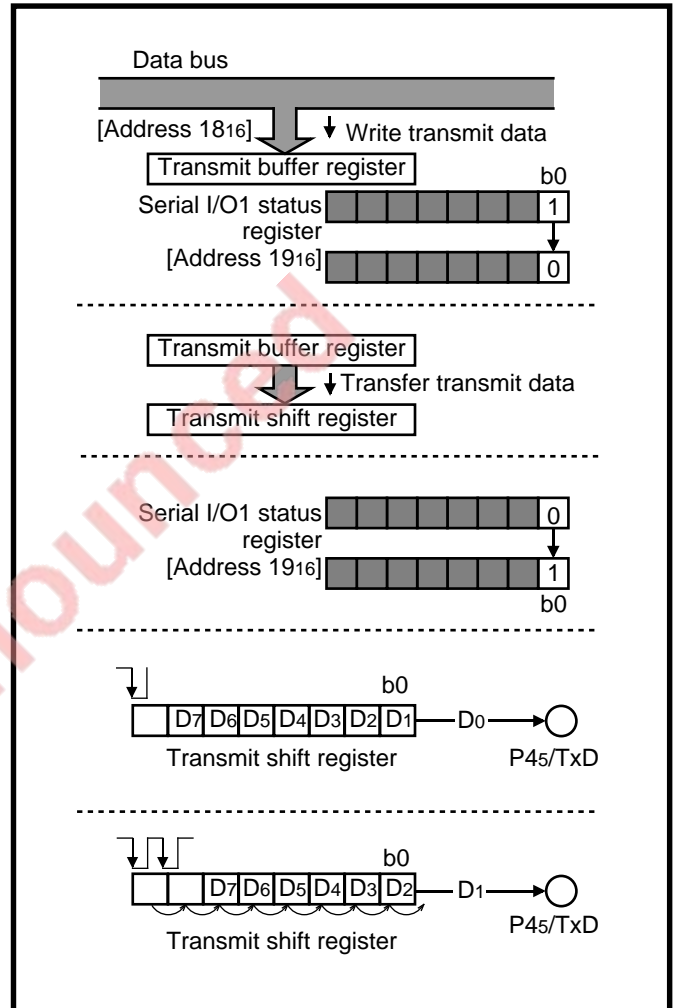 Data bus
[Address 1816] Write transmit data
Transmit buffer register
b0
Serial I/O1 status 1
register
[Address 1916] 0
Transmit buffer register
Transfer transmit data
Transmit shift register
Serial I/O1 status 0
register
[Address 1916] 1
b0
b0
D7 D6 D5 D4 D3 D2 D1 D0
Transmit shift register P45/TxD
b0
D7 D6 D5 D4 D3 D2 D1
P45/TxD
Transmit shift register